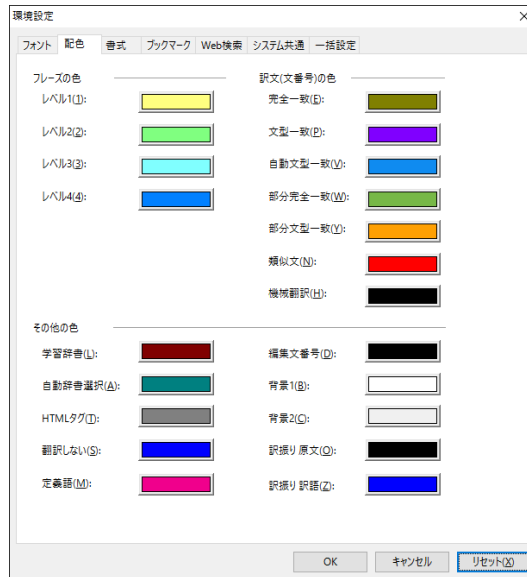 環境設定
フォント 配色 書式 ブックマーク Web検索 システム共通 一括設定
フレーズの色
レベル1(1):
レベル2(2):
レベル3(3):
レベル4(4):
訳文(文番号)の色
完全一致(E):
文型一致(P):
自動文型一致(V):
部分完全一致(W):
部分文型一致(Y):
類似文(N):
機械翻訳(H):
その他の色
学習辞書(L):
自動辞書選択(A):
HTMLタグ(T):
翻訳しない(S):
定義語(M):
編集文番号(D):
背景1(B):
背景2(C):
訳振り原文(O):
訳振り訳語(Z):
OK キャンセル リセット(X)